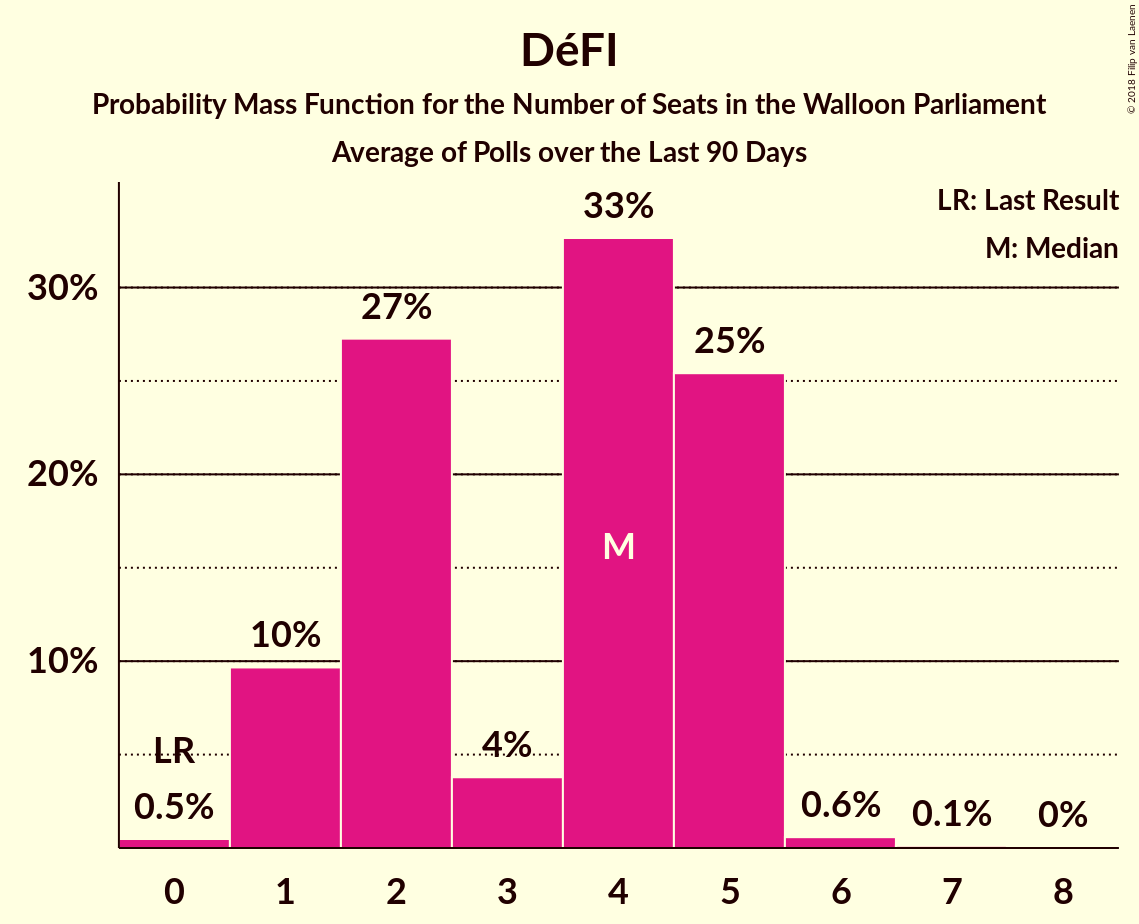 DéFI
Probability Mass Function for the Number of Seats in the Walloon Parliament
Average of Polls over the Last 90 Days
© 2018 Filip van Laenen
LR: Last Result
M: Median
30%
20%
10%
LR
0.5%
10%
27%
4%
33%
M
25%
0.6%
0.1%
0%
0 1 2 3 4 5 6 7 8